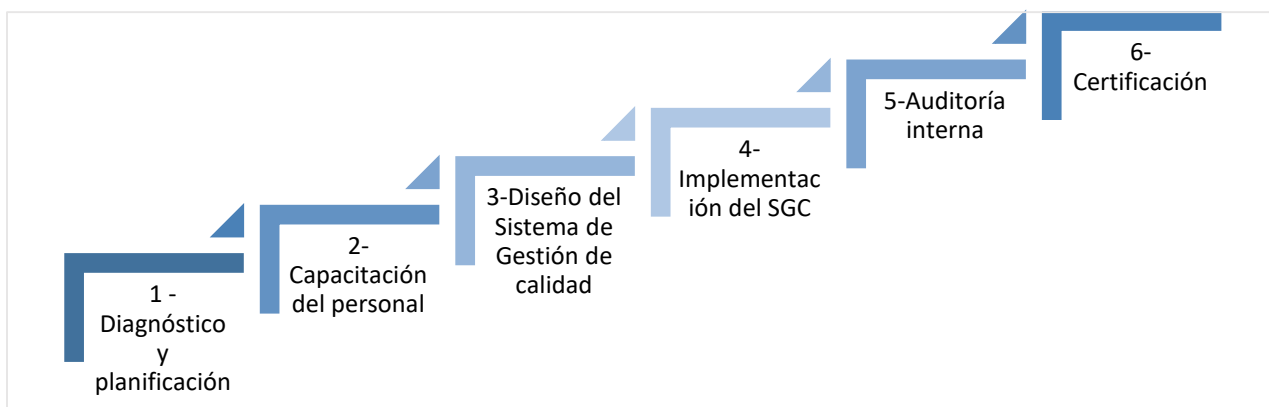 1 -
Diagnóstico
y
planificación
2-
Capacitación
del personal
3-Diseño del
Sistema de
Gestión de
calidad
4-
Implementac
ión del SGC
5-Auditoría
interna
6-
Certificación